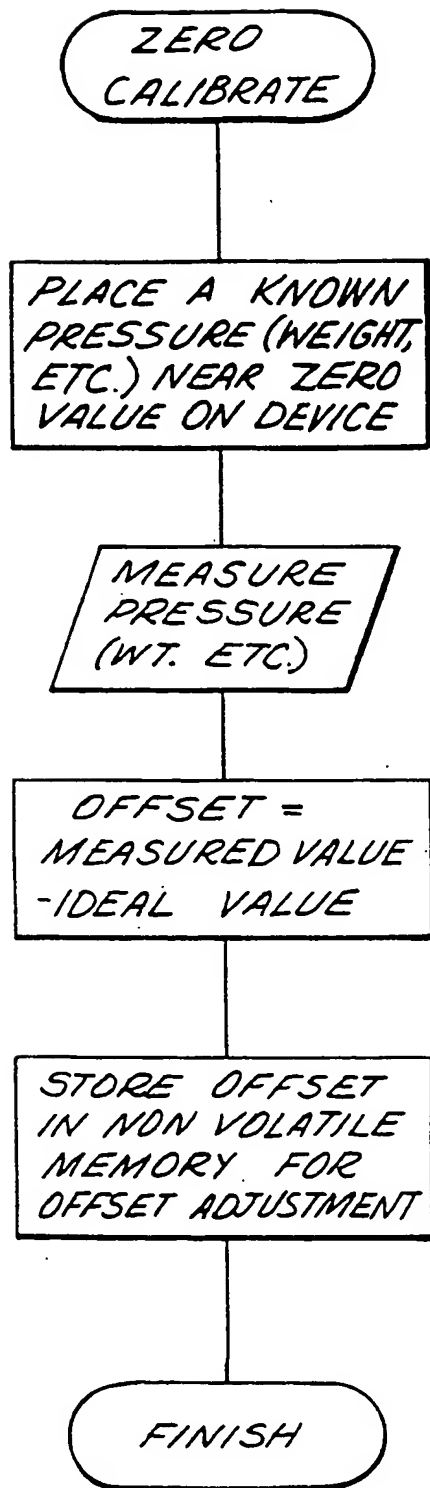 ZERO
CALIBRATE
PLACE A KNOWN
PRESSURE (WEIGHT,
ETC.) NEAR ZERO
VALUE ON DEVICE
MEASURE
PRESSURE
(WT. ETC.)
OFFSET =
MEASURED VALUE
-IDEAL VALUE
STORE OFFSET
IN NON VOLATILE
MEMORY FOR
OFFSET ADJUSTMENT
FINISH